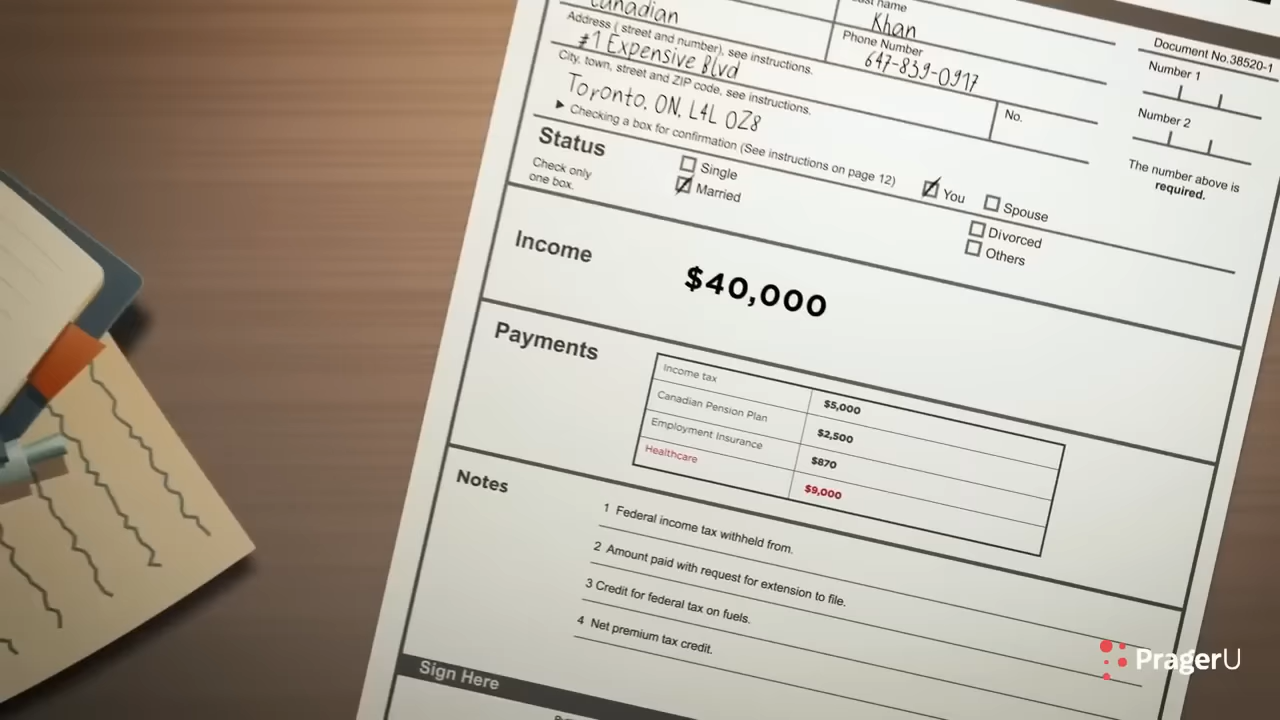 Canadian
Khan
Address ( street and number), see instructions.
Phone Number
#1 Expensive Blvd
647-839-0917
City, town, street and ZIP code, see instructions.
No.
Toronto, ON, L4L 0Z8
▶ Checking a box for confirmation (See instructions on page 12)
You
Spouse
Document No.38520-1
Number 1
Number 2
The number above is
required.
Status
Check only
one box.
Single
Married
Divorced
Others
Income
$40,000
Payments
Income tax $5,000
Canadian Pension Plan $2,500
Employment Insurance $870
Healthcare $9,000
Notes
1 Federal income tax withheld from.
2 Amount paid with request for extension to file.
3 Credit for federal tax on fuels.
4 Net premium tax credit.
Sign Here
PragerU